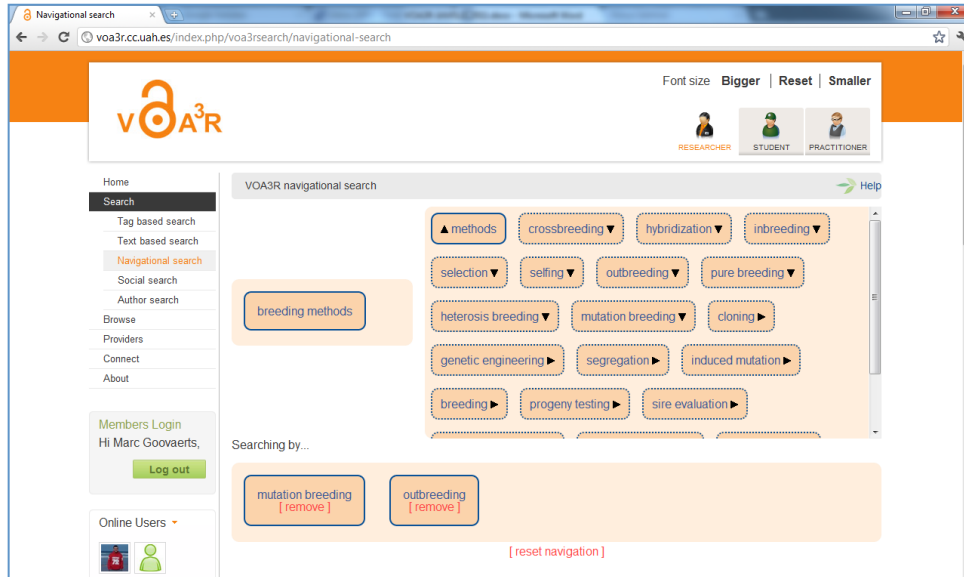 Navigational search
voa3r.cc.uah.es/index.php/voa3rsearch/navigational-search
Font size Bigger | Reset | Smaller
VOA³R
RESEARCHER STUDENT PRACTITIONER
Home
Search
Tag based search
Text based search
Navigational search
Social search
Author search
Browse
Providers
Connect
About
Members Login
Hi Marc Goovaerts,
Log out
Online Users
VOA3R navigational search Help
breeding methods
▲ methods crossbreeding ▼ hybridization ▼ inbreeding ▼
selection ▼ selfing ▼ outbreeding ▼ pure breeding ▼
heterosis breeding ▼ mutation breeding ▼ cloning ►
genetic engineering ► segregation ► induced mutation ►
breeding ► progeny testing ► sire evaluation ►
Searching by...
mutation breeding
[ remove ]
outbreeding
[ remove ]
[ reset navigation ]